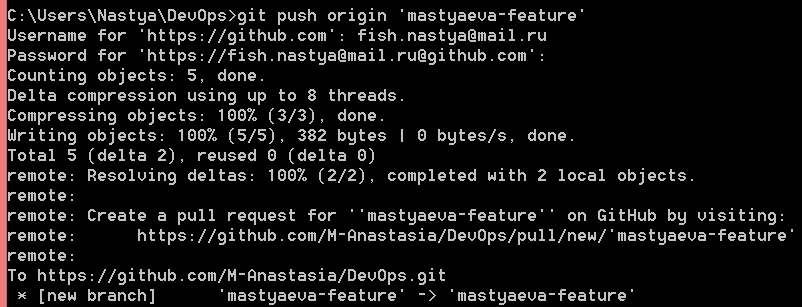 C:\Users\Nastya\DevOps>git push origin 'mastyaeva-feature'
Username for 'https://github.com': fish.nastya@mail.ru
Password for 'https://fish.nastya@mail.ru@github.com':
Counting objects: 5, done.
Delta compression using up to 8 threads.
Compressing objects: 100% (3/3), done.
Writing objects: 100% (5/5), 382 bytes | 0 bytes/s, done.
Total 5 (delta 2), reused 0 (delta 0)
remote: Resolving deltas: 100% (2/2), completed with 2 local objects.
remote:
remote: Create a pull request for ''mastyaeva-feature'' on GitHub by visiting:
remote:      https://github.com/M-Anastasia/DevOps/pull/new/'mastyaeva-feature'
remote:
To https://github.com/M-Anastasia/DevOps.git
 * [new branch]      'mastyaeva-feature' -> 'mastyaeva-feature'